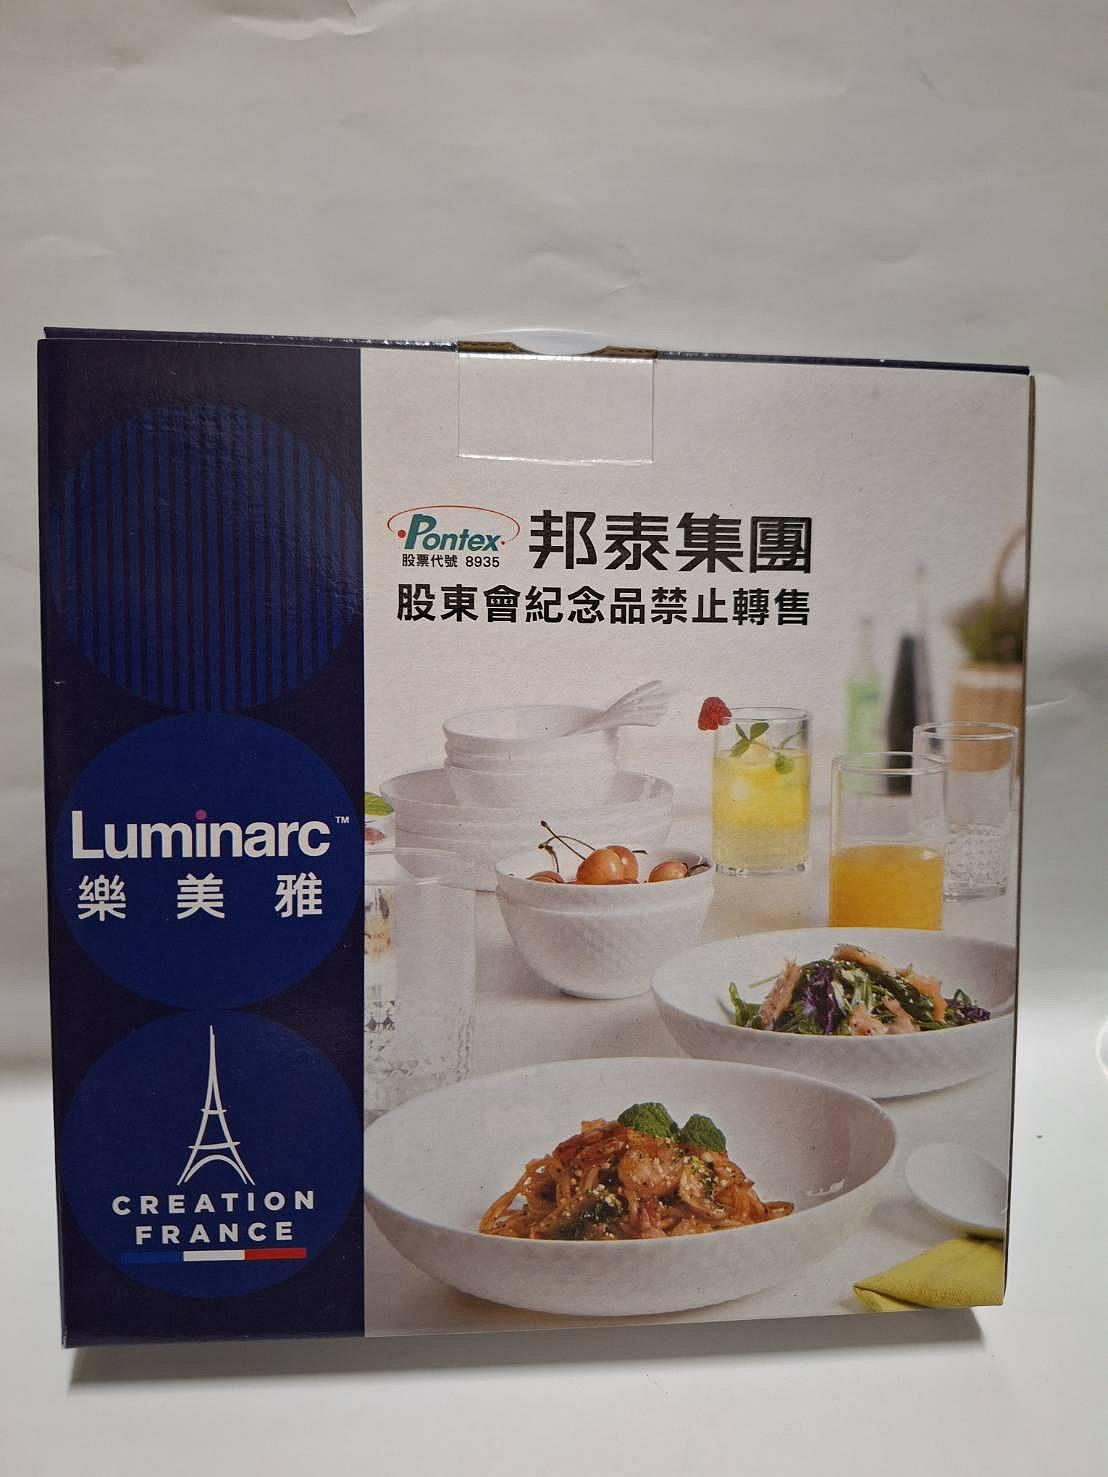 Pontex 邦泰集團
股票代號 8935
股東會紀念品禁止轉售
Luminarc™
樂美雅
CREATION
FRANCE